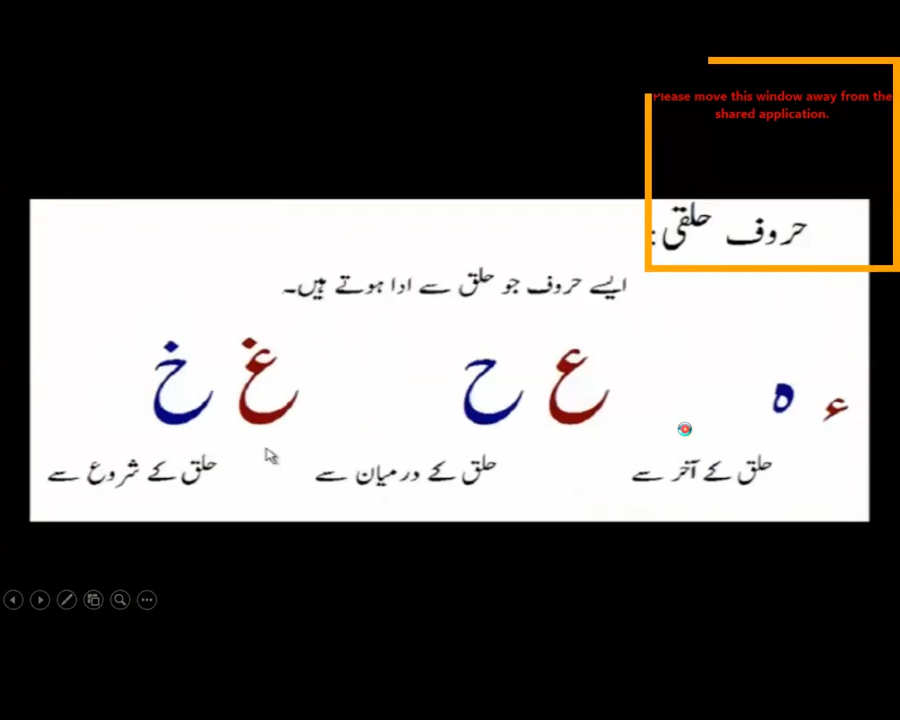 Please move this window away from the
shared application.
حروف حلقی:
ایسے حروف جو حلق سے ادا ہوتے ہیں۔
ء ہ ع ح غ خ
حلق کے آخر سے حلق کے درمیان سے حلق کے شروع سے